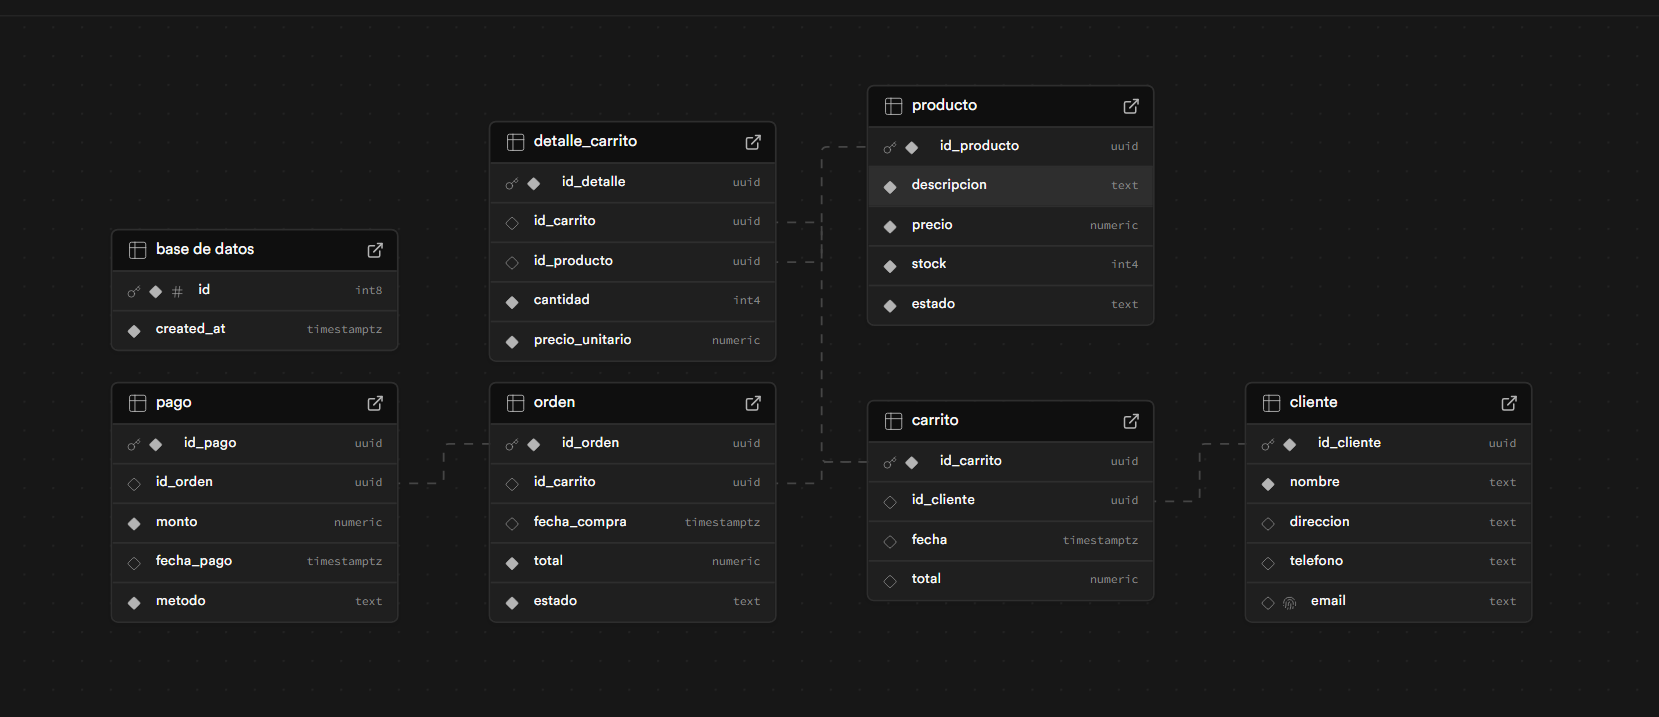 base de datos
id int8
created_at timestamptz
pago
id_pago uuid
id_orden uuid
monto numeric
fecha_pago timestamptz
metodo text
detalle_carrito
id_detalle uuid
id_carrito uuid
id_producto uuid
cantidad int4
precio_unitario numeric
orden
id_orden uuid
id_carrito uuid
fecha_compra timestamptz
total numeric
estado text
producto
id_producto uuid
descripcion text
precio numeric
stock int4
estado text
carrito
id_carrito uuid
id_cliente uuid
fecha timestamptz
total numeric
cliente
id_cliente uuid
nombre text
direccion text
telefono text
email text